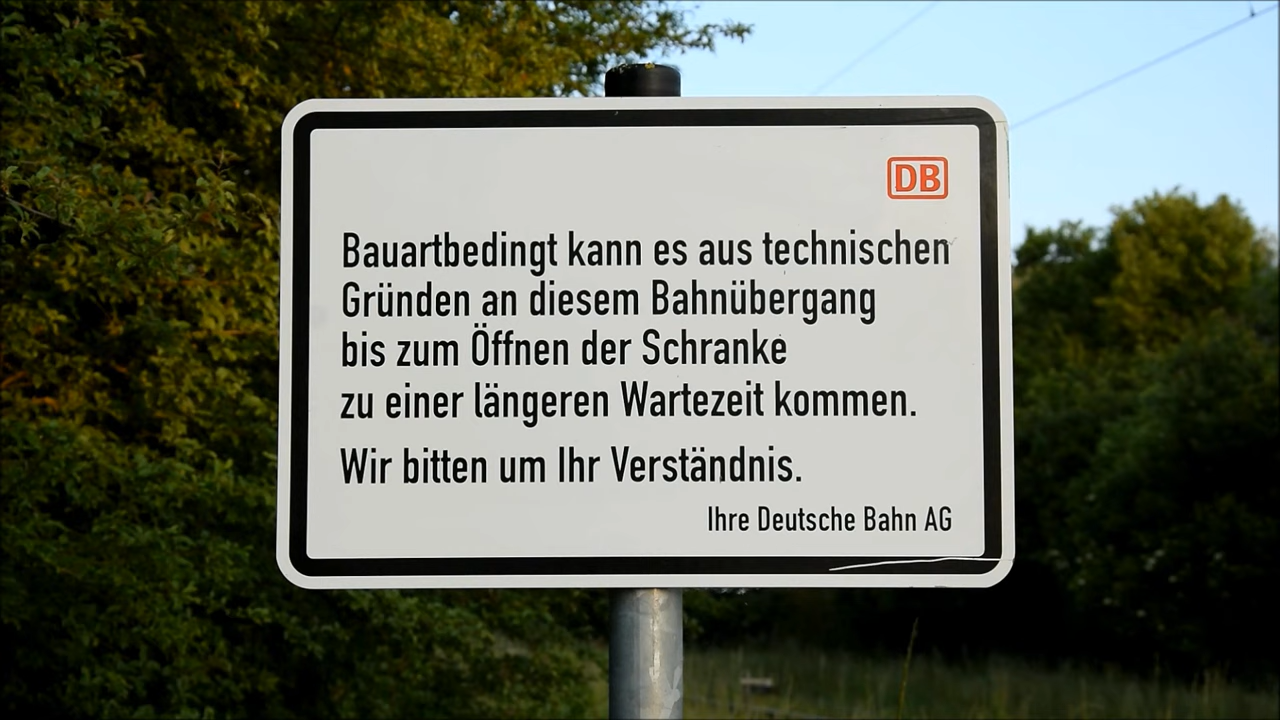 DB
Bauartbedingt kann es aus technischen
Gründen an diesem Bahnübergang
bis zum Öffnen der Schranke
zu einer längeren Wartezeit kommen.
Wir bitten um Ihr Verständnis.
Ihre Deutsche Bahn AG